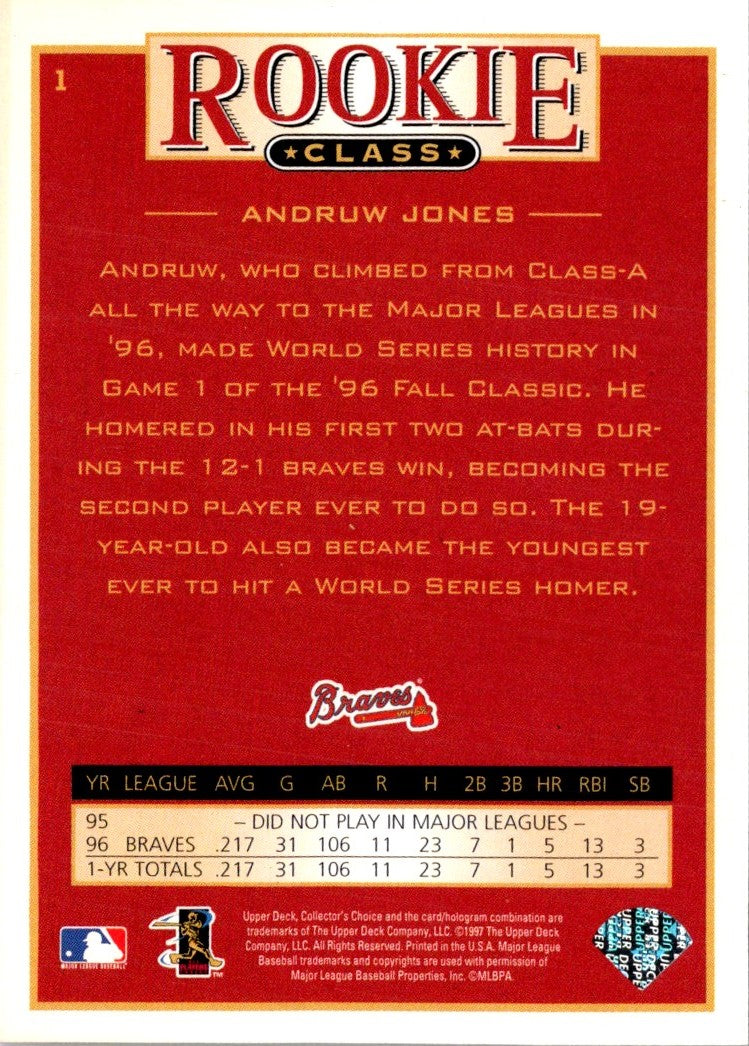 1
ROOKIE
★CLASS★
ANDRUW JONES
ANDRUW, WHO CLIMBED FROM CLASS-A
ALL THE WAY TO THE MAJOR LEAGUES IN
'96, MADE WORLD SERIES HISTORY IN
GAME 1 OF THE '96 FALL CLASSIC. HE
HOMERED IN HIS FIRST TWO AT-BATS DUR-
ING THE 12-1 BRAVES WIN, BECOMING THE
SECOND PLAYER EVER TO DO SO. THE 19-
YEAR-OLD ALSO BECAME THE YOUNGEST
EVER TO HIT A WORLD SERIES HOMER.
Braves®
YR LEAGUE AVG G AB R H 2B 3B HR RBI SB
95 – DID NOT PLAY IN MAJOR LEAGUES –
96 BRAVES .217 31 106 11 23 7 1 5 13 3
1-YR TOTALS .217 31 106 11 23 7 1 5 13 3
Upper Deck, Collector's Choice and the card/hologram combination are
trademarks of The Upper Deck Company, LLC. ©1997 The Upper Deck
Company, LLC. All Rights Reserved. Printed in the U.S.A. Major League
Baseball trademarks and copyrights are used with permission of
Major League Baseball Properties, Inc. ©MLBPA.
MAJOR LEAGUE BASEBALL
PLAYERS
TM
UPPER DECK